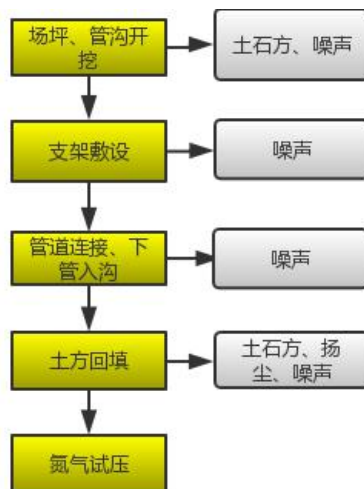 场坪、管沟开
挖
土石方、噪声
支架敷设
噪声
管道连接、下
管入沟
噪声
土方回填
土石方、扬
尘、噪声
氮气试压